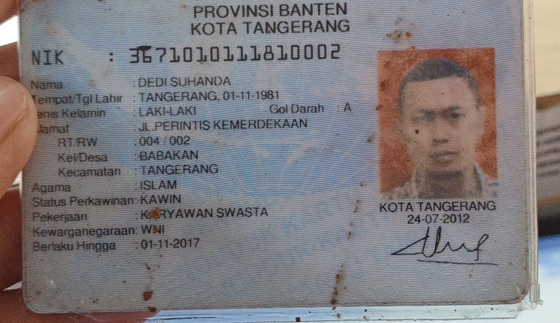 PROVINSI BANTEN
KOTA TANGERANG
NIK : 3671010111810002
Nama : DEDI SUHANDA
Tempat/Tgl Lahir : TANGERANG, 01-11-1981
Jenis Kelamin : LAKI-LAKI Gol Darah : A
Alamat : JL.PERINTIS KEMERDEKAAN
RT/RW : 004 / 002
Kel/Desa : BABAKAN
Kecamatan : TANGERANG
Agama : ISLAM
Status Perkawinan: KAWIN
Pekerjaan : KARYAWAN SWASTA
Kewarganegaraan: WNI
Berlaku Hingga : 01-11-2017
KOTA TANGERANG
24-07-2012